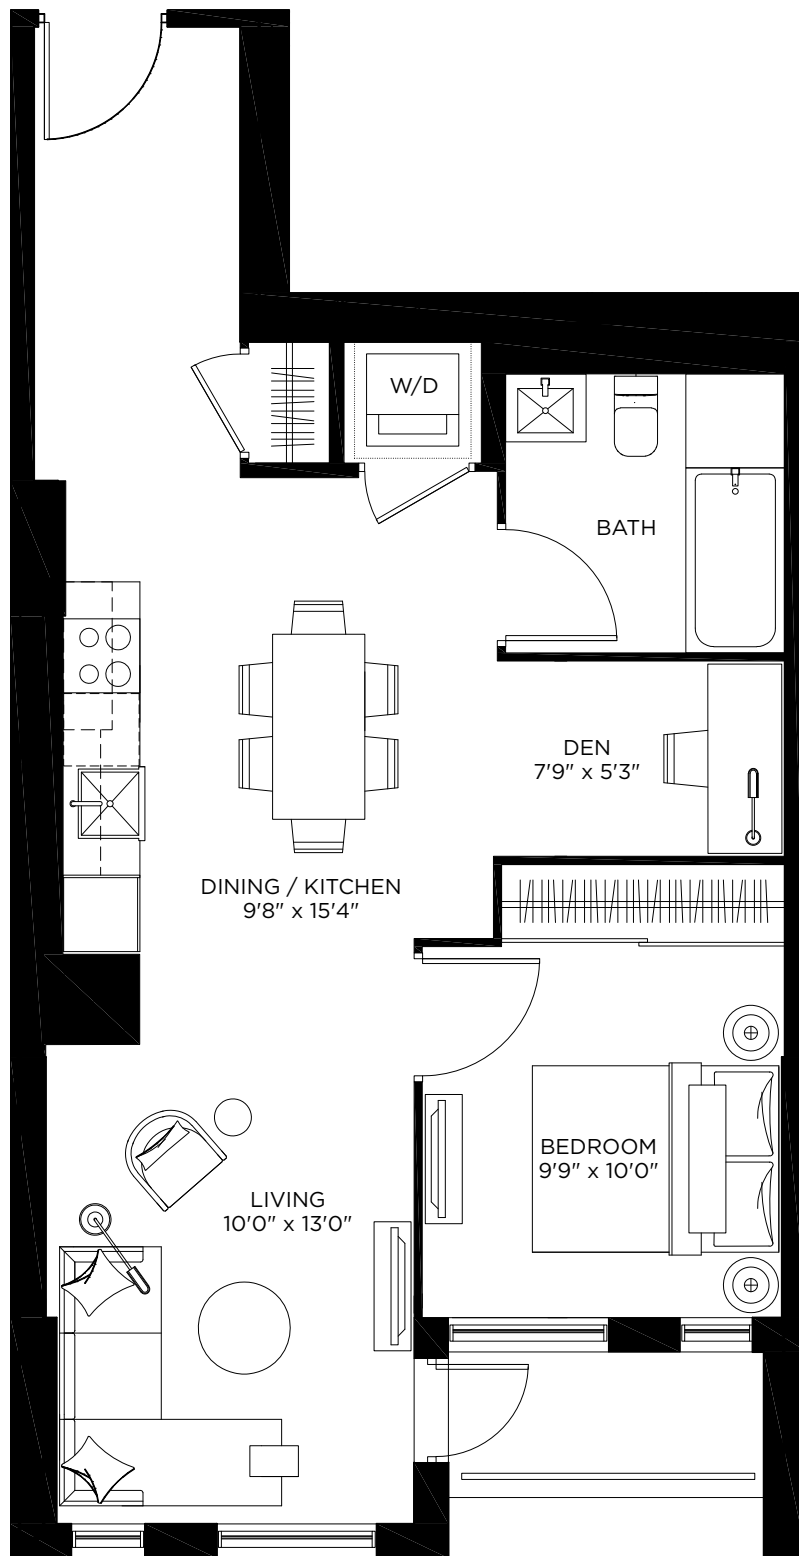 W/D
BATH
DEN
7'9" x 5'3"
DINING / KITCHEN
9'8" x 15'4"
BEDROOM
9'9" x 10'0"
LIVING
10'0" x 13'0"